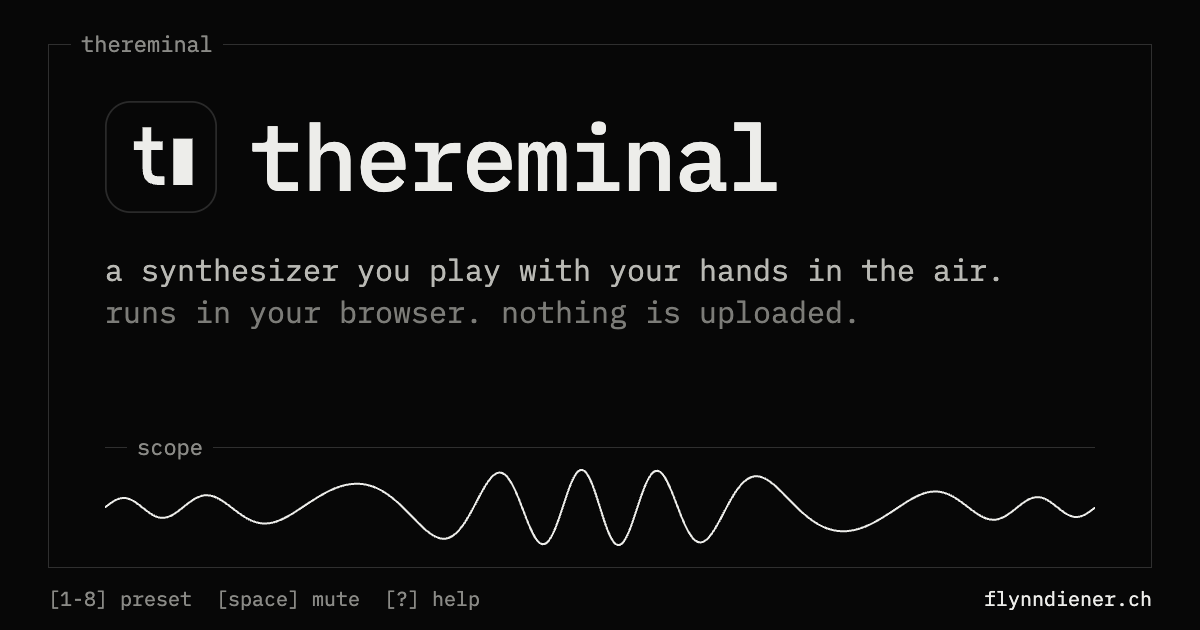 thereminal
t
thereminal
a synthesizer you play with your hands in the air.
runs in your browser. nothing is uploaded.
scope
[1-8] preset [space] mute [?] help
flynndiener.ch